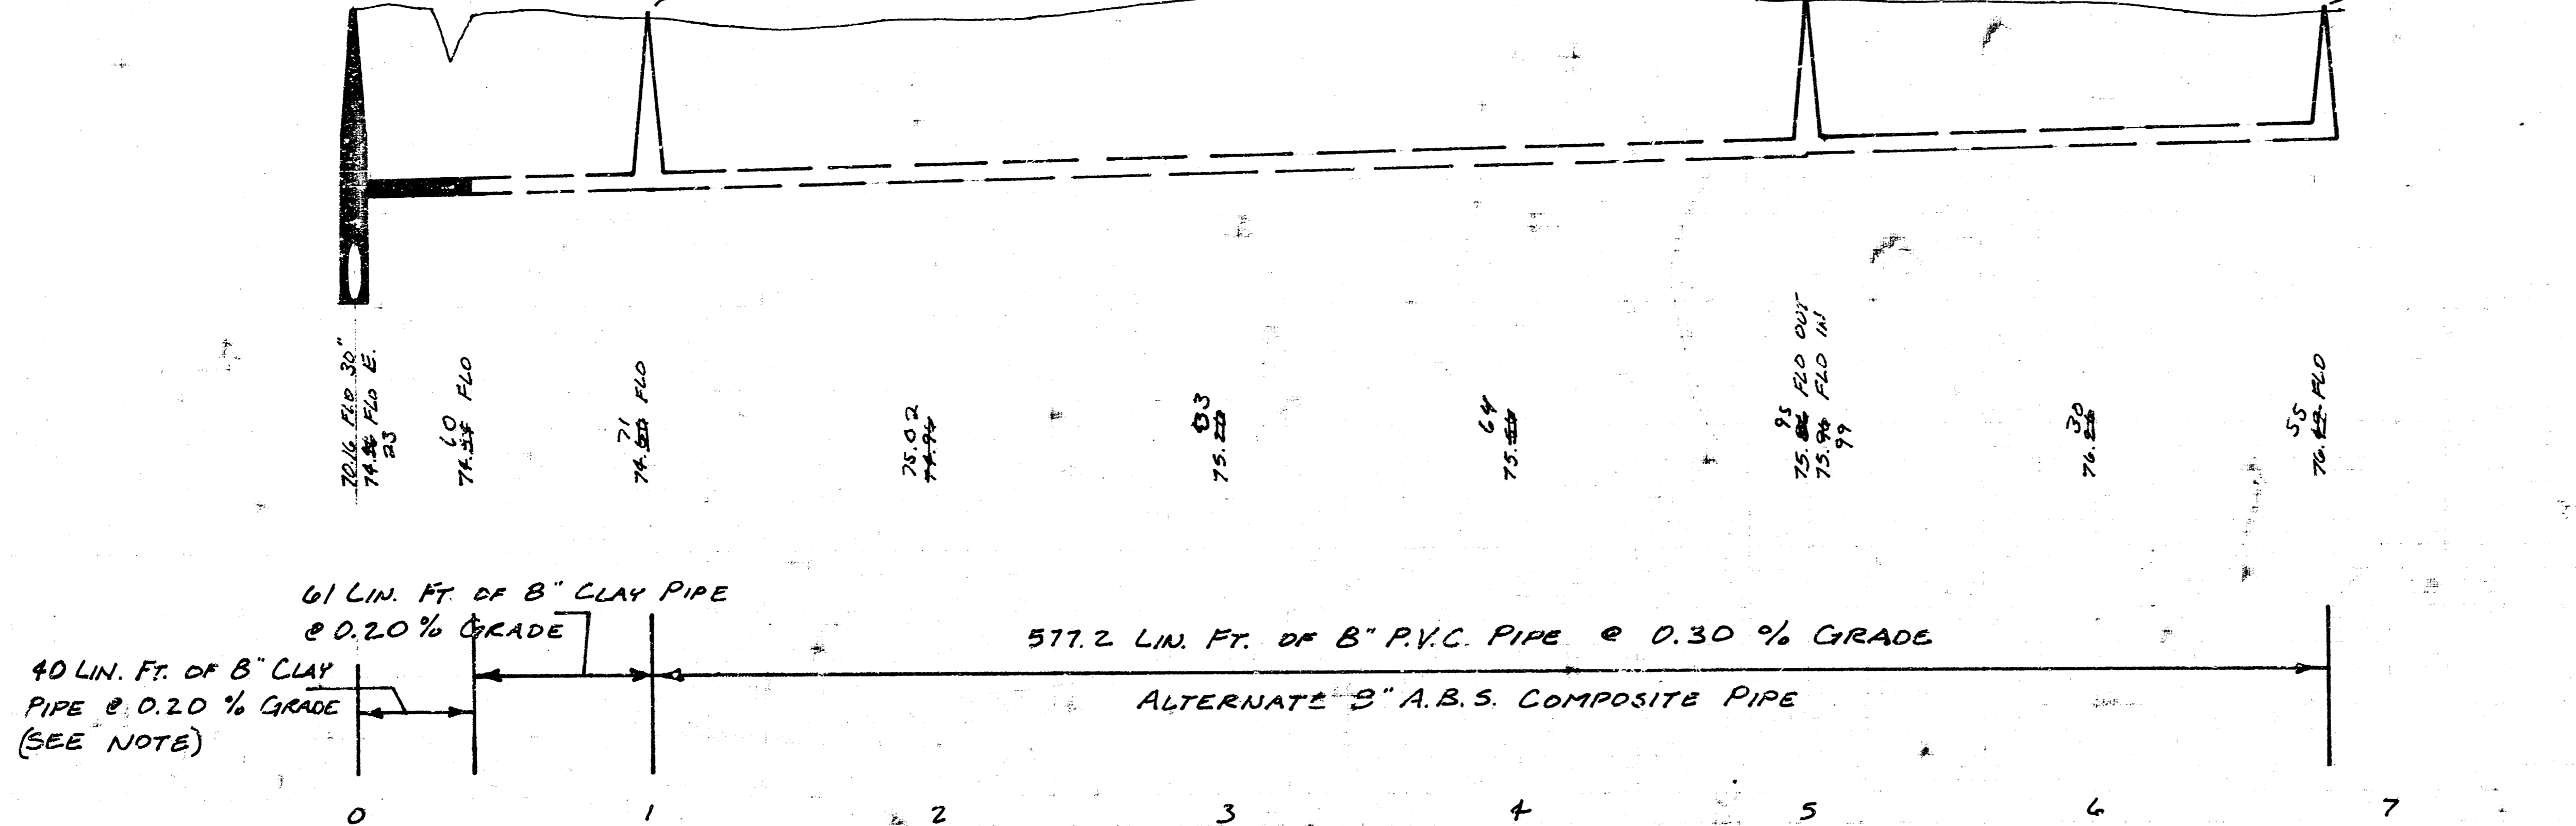 70.16 FLO 30"
74. FLO E.
23
60
74. FLO
71
74. FLO
75.02
74.94
33
75.
64
75.
95
75. FLO OUT
75. FLO IN
99
30
76.
55
76. FLO
61 LIN. FT. OF 8" CLAY PIPE
@ 0.20 % GRADE
40 LIN. FT. OF 8" CLAY
PIPE @ 0.20 % GRADE
(SEE NOTE)
577.2 LIN. FT. OF 8" P.V.C. PIPE @ 0.30 % GRADE
ALTERNATE 8" A.B.S. COMPOSITE PIPE
0 1 2 3 4 5 6 7